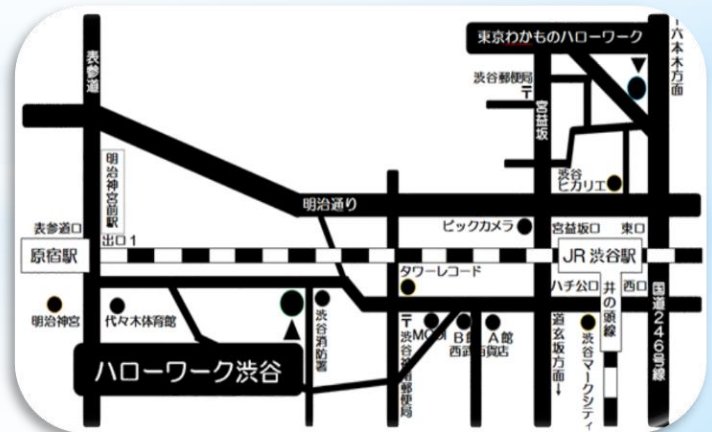 東京わかものハローワーク
六本木方面
表参道
渋谷郵便局
〒
宮益坂
渋谷
ヒカリエ
明治神宮前駅
明治通り
表参道口
出口1
ビックカメラ
宮益坂口
東口
原宿駅
JR 渋谷駅
タワーレコード
ハチ公口
西口
明治神宮
代々木体育館
渋谷消防署
〒
MODI
B館
A館
西武百貨店
道玄坂方面→
渋谷マークシティ
井の頭線
国道246号線
ハローワーク渋谷